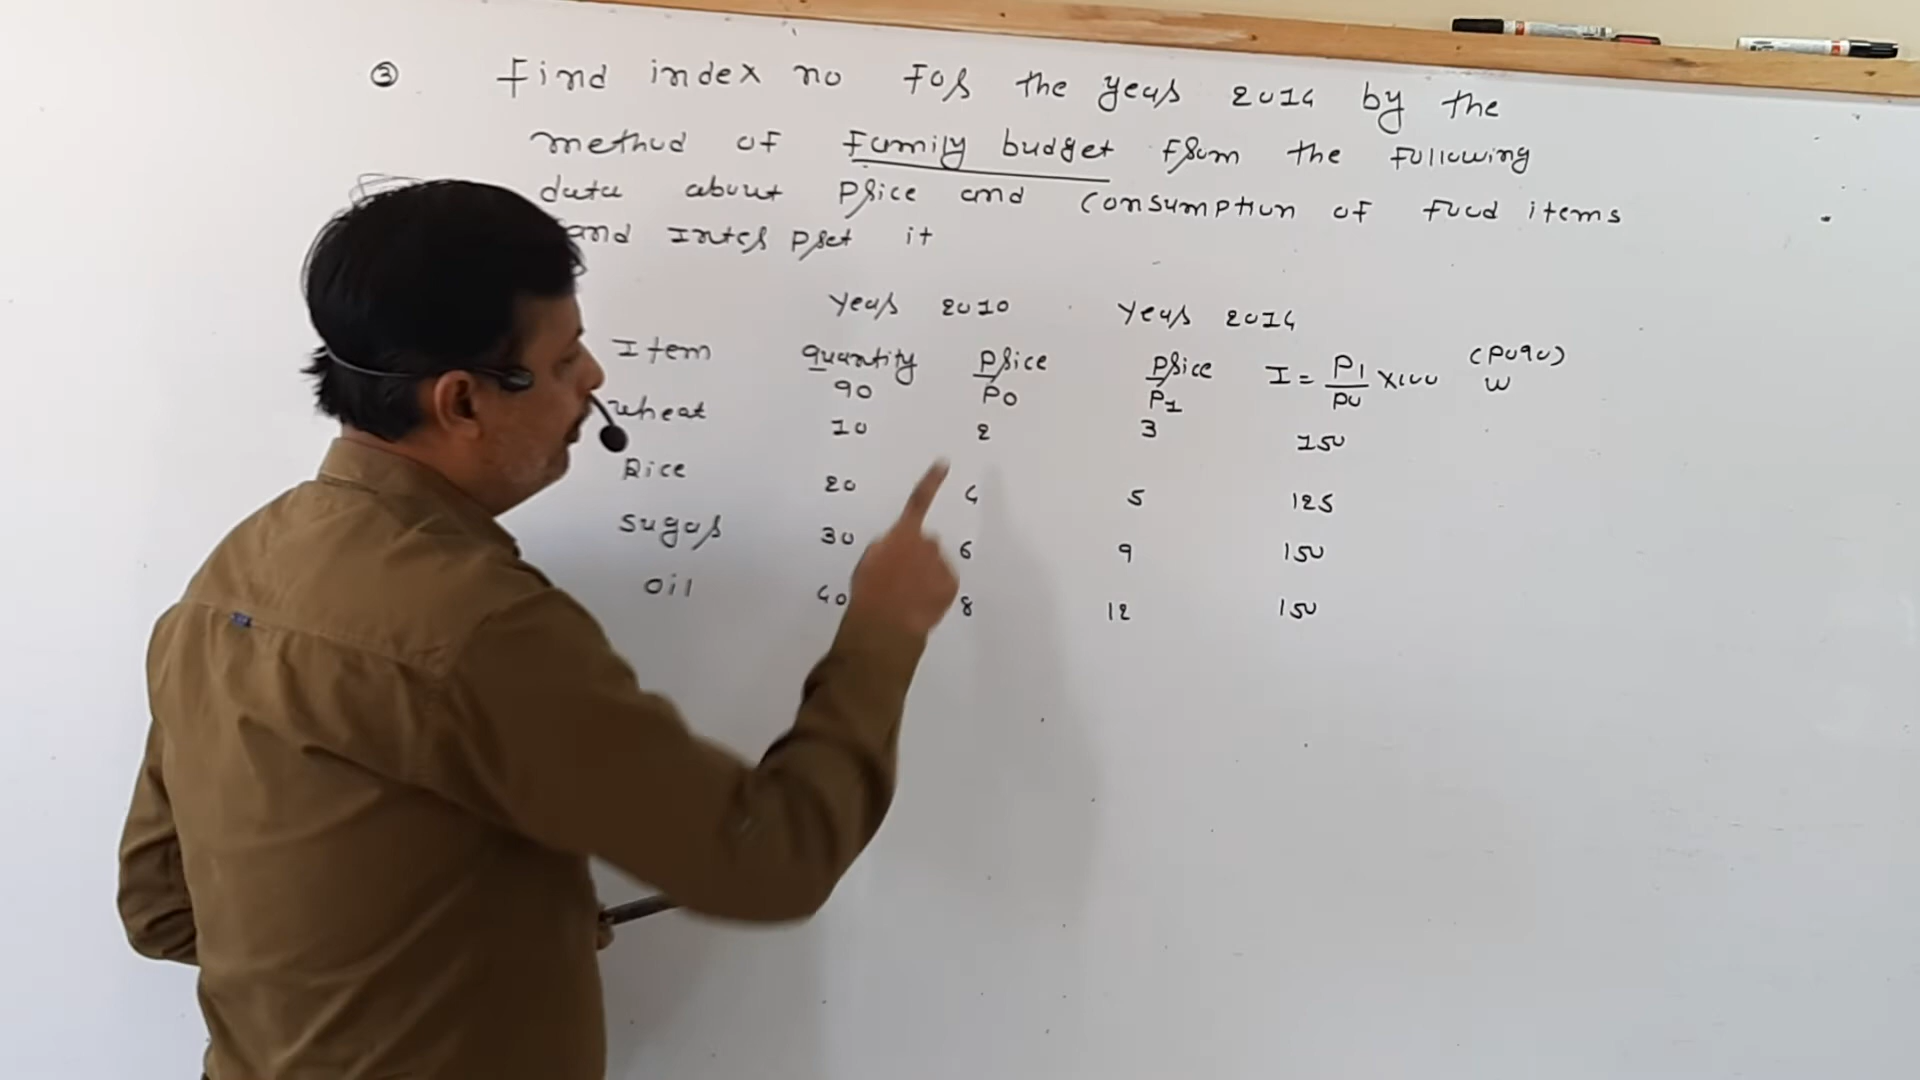 3 Find index no For the year 2014 by the
method of Family budget From the Following
data about Price and Consumption of Food items
and Interpret it
Year 2010 Year 2014
Item Quantity Price Price I = P1/P0 x100 (P0q0)
q0 P0 P1 W
wheat 10 2 3 150
Rice 20 4 5 125
Sugar 30 6 9 150
Oil 40 8 12 150